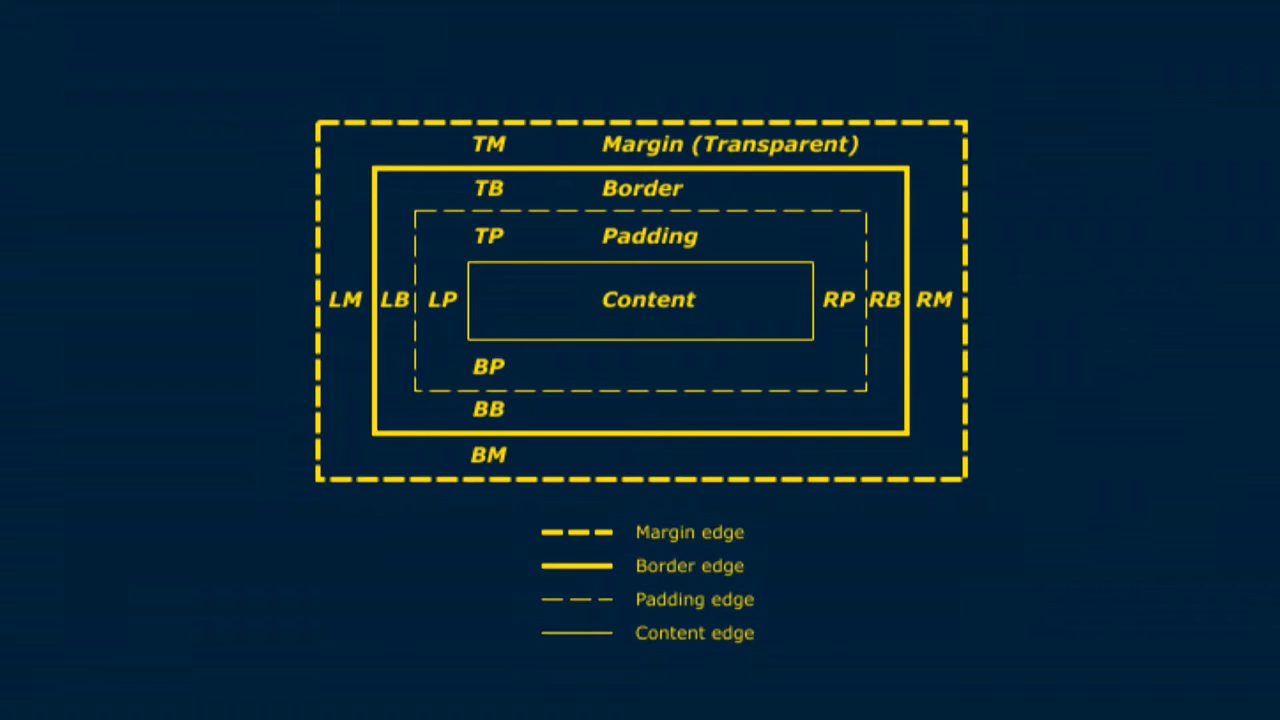 TM Margin (Transparent)
TB Border
TP Padding
LM LB LP Content RP RB RM
BP
BB
BM
Margin edge
Border edge
Padding edge
Content edge